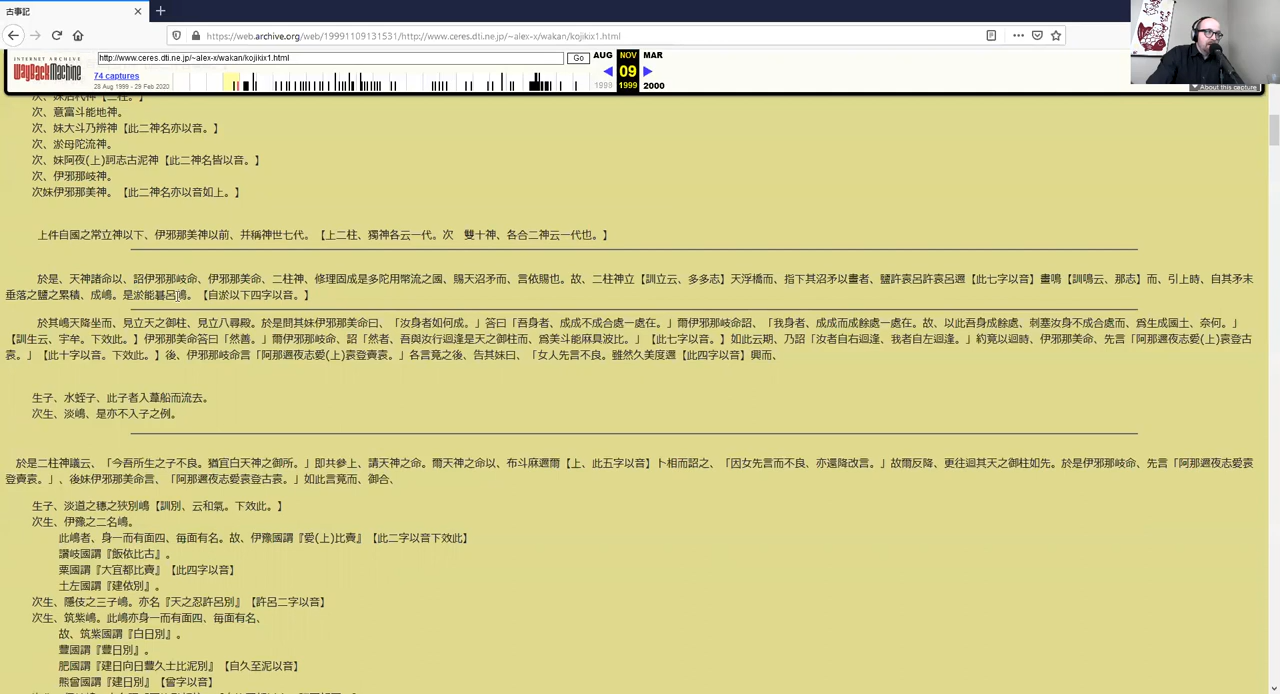 古事記
https://web.archive.org/web/19991109131531/http://www.ceres.dti.ne.jp/~alex-x/wakan/kojikix1.html
INTERNET ARCHIVE
WayBackMachine
http://www.ceres.dti.ne.jp/~alex-x/wakan/kojikix1.html
Go
AUG NOV MAR
74 captures
09
28 Aug 1999 - 29 Feb 2020
1998 1999 2000
About this capture
次、意富斗能地神。
次、妹大斗乃辨神【此二神名亦以音。】
次、淤母陀流神。
次、妹阿夜(上)訶志古泥神【此二神名皆以音。】
次、伊邪那岐神。
次妹伊邪那美神。【此二神名亦以音如上。】
上件自國之常立神以下、伊邪那美神以前、幷稱神世七代。【上二柱、獨神各云一代。次　雙十神、各合二神云一代也。】
於是、天神諸命以、詔伊邪那岐命、伊邪那美命、二柱神、修理固成是多陀用幣流之國、賜天沼矛而、言依賜也。故、二柱神立【訓立云、多多志】天浮橋而、指下其沼矛以畫者、鹽許袁呂許袁呂邇【此七字以音】畫鳴【訓鳴云、那志】而、引上時、自其矛末
垂落之鹽之累積、成嶋。是淤能碁呂嶋。【自淤以下四字以音。】
於其嶋天降坐而、見立天之御柱、見立八尋殿。於是問其妹伊邪那美命曰、「汝身者如何成。」答曰「吾身者、成成不成合處一處在。」爾伊邪那岐命詔、「我身者、成成而成餘處一處在。故、以此吾身成餘處、刺塞汝身不成合處而、爲生成國土、奈何。」
【訓生云、宇牟。下效此。】伊邪那美命答曰「然善。」爾伊邪那岐命、詔「然者、吾與汝行迴逢是天之御柱而、爲美斗能麻具波比。」【此七字以音。】如此云期、乃詔「汝者自右迴逢、我者自左迴逢。」約竟以迴時、伊邪那美命、先言「阿那邇夜志愛(上)袁登古
袁。」【此十字以音。下效此。】後、伊邪那岐命言「阿那邇夜志愛(上)袁登賣袁。」各言竟之後、告其妹曰、「女人先言不良。雖然久美度邇【此四字以音】興而、
生子、水蛭子、此子者入葦船而流去。
次生、淡嶋、是亦不入子之例。
於是二柱神議云、「今吾所生之子不良。猶宜白天神之御所。」即共參上、請天神之命。爾天神之命以、布斗麻邇爾【上、此五字以音】卜相而詔之、「因女先言而不良、亦還降改言。」故爾反降、更往迴其天之御柱如先。於是伊邪那岐命、先言「阿那邇夜志愛袁
登賣袁。」、後妹伊邪那美命言、「阿那邇夜志愛袁登古袁。」如此言竟而、御合、
生子、淡道之穗之狹別嶋【訓別、云和氣。下效此。】
次生、伊豫之二名嶋。
此嶋者、身一而有面四、每面有名。故、伊豫國謂『愛(上)比賣』【此二字以音下效此】
讚岐國謂『飯依比古』。
粟國謂『大宜都比賣』【此四字以音】
土左國謂『建依別』。
次生、隱伎之三子嶋。亦名『天之忍許呂別』【許呂二字以音】
次生、筑紫嶋。此嶋亦身一而有面四、每面有名、
故、筑紫國謂『白日別』。
豐國謂『豐日別』。
肥國謂『建日向日豐久士比泥別』【自久至泥以音】
熊曾國謂『建日別』【曾字以音】